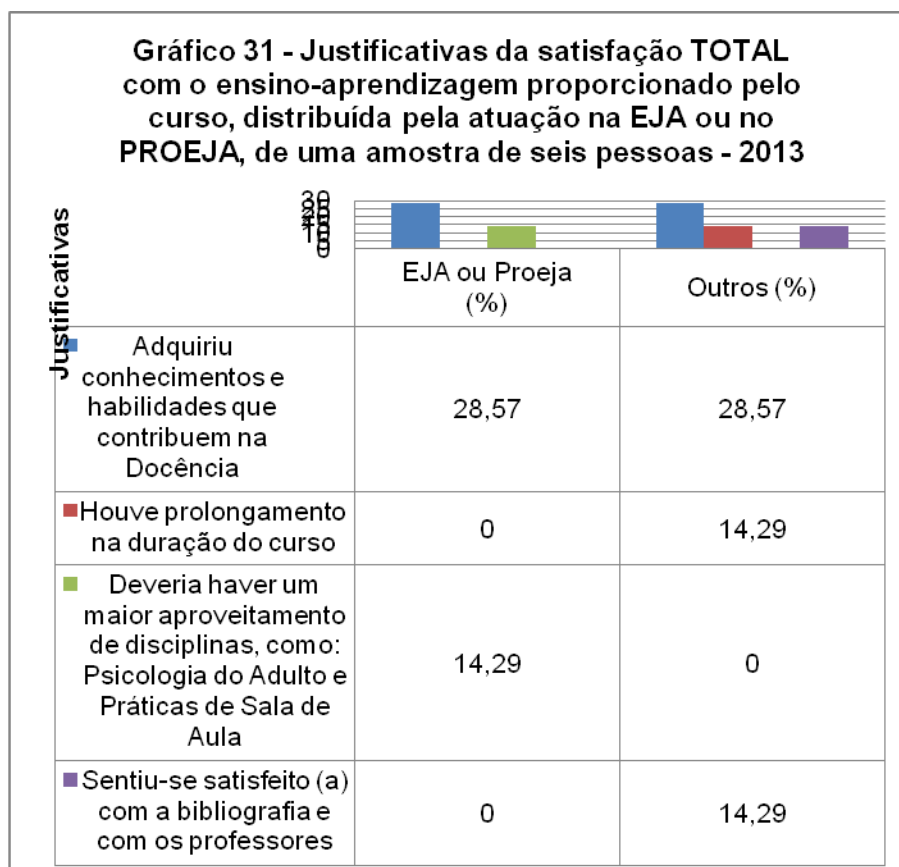 Gráfico 31 - Justificativas da satisfação TOTAL
com o ensino-aprendizagem proporcionado pelo
curso, distribuída pela atuação na EJA ou no
PROEJA, de uma amostra de seis pessoas - 2013
Justificativas
30
0
EJA ou Proeja
(%)
Outros (%)
Adquiriu
conhecimentos e
habilidades que
contribuem na
Docência
28,57
28,57
Houve prolongamento
na duração do curso
0
14,29
Deveria haver um
maior aproveitamento
de disciplinas, como:
Psicologia do Adulto e
Práticas de Sala de
Aula
14,29
0
Sentiu-se satisfeito (a)
com a bibliografia e
com os professores
0
14,29